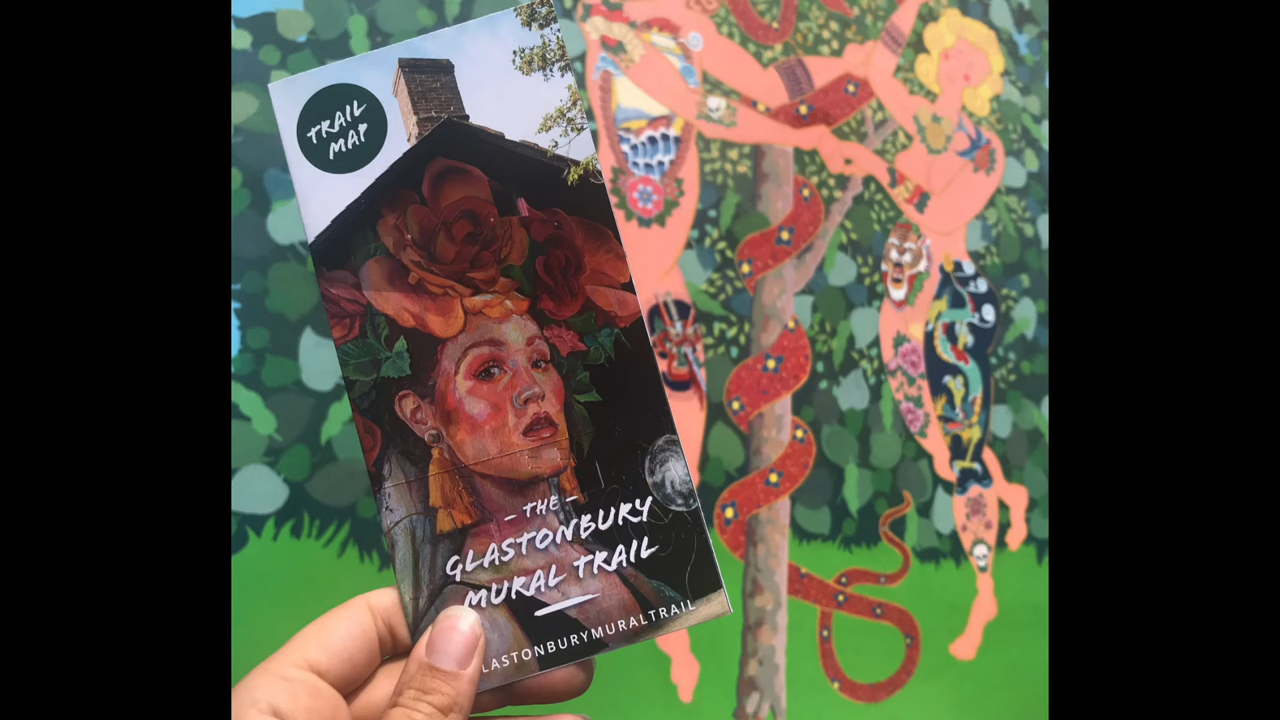 TRAIL
MAP
- THE -
GLASTONBURY
MURAL TRAIL
LASTONBURYMURALTRAIL